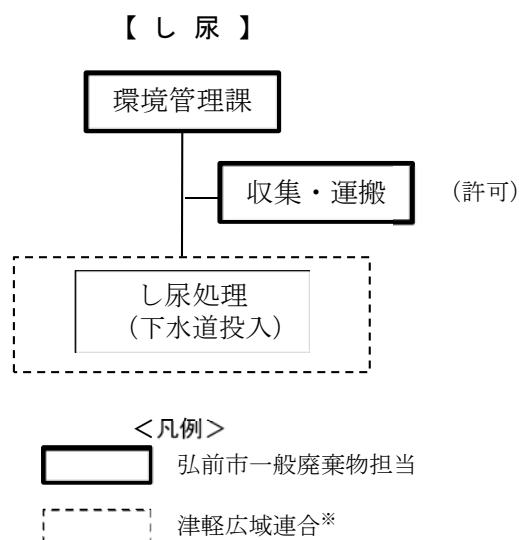 【 し 尿 】
環境管理課
収集・運搬 (許可)
し尿処理
(下水道投入)
＜凡例＞
弘前市一般廃棄物担当
津軽広域連合※